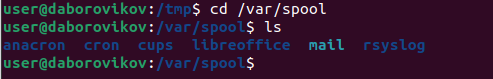 user@daborovikov:/tmp$ cd /var/spool
user@daborovikov:/var/spool$ ls
anacron cron cups libreoffice mail rsyslog
user@daborovikov:/var/spool$